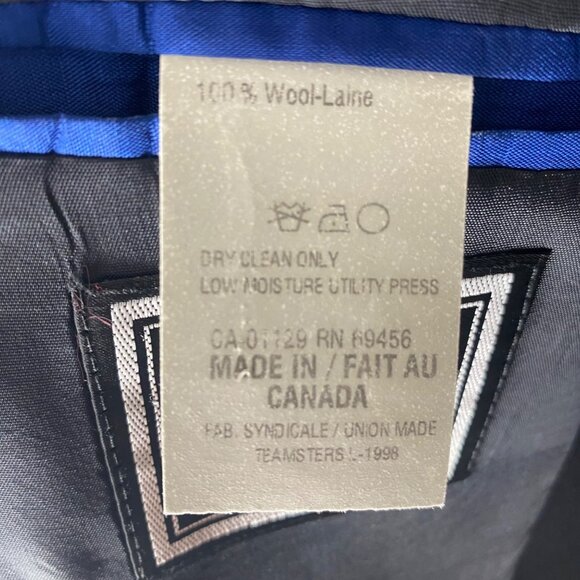 100% Wool-Laine
DRY CLEAN ONLY
LOW MOISTURE UTILITY PRESS
CA 01129 RN 69456
MADE IN / FAIT AU
CANADA
FAB. SYNDICALE / UNION MADE
TEAMSTERS L-1998